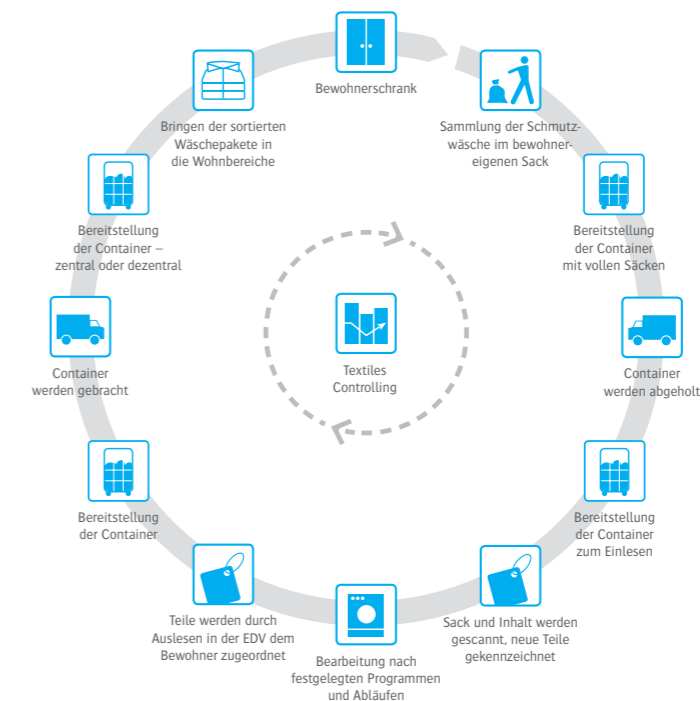 Bewohnerschrank
Sammlung der Schmutz-
wäsche im bewohner-
eigenen Sack
Bereitstellung
der Container
mit vollen Säcken
Container
werden abgeholt
Bereitstellung
der Container
zum Einlesen
Sack und Inhalt werden
gescannt, neue Teile
gekennzeichnet
Bearbeitung nach
festgelegten Programmen
und Abläufen
Teile werden durch
Auslesen in der EDV dem
Bewohner zugeordnet
Bereitstellung
der Container
Container
werden gebracht
Bereitstellung
der Container –
zentral oder dezentral
Bringen der sortierten
Wäschepakete in
die Wohnbereiche
Textiles
Controlling